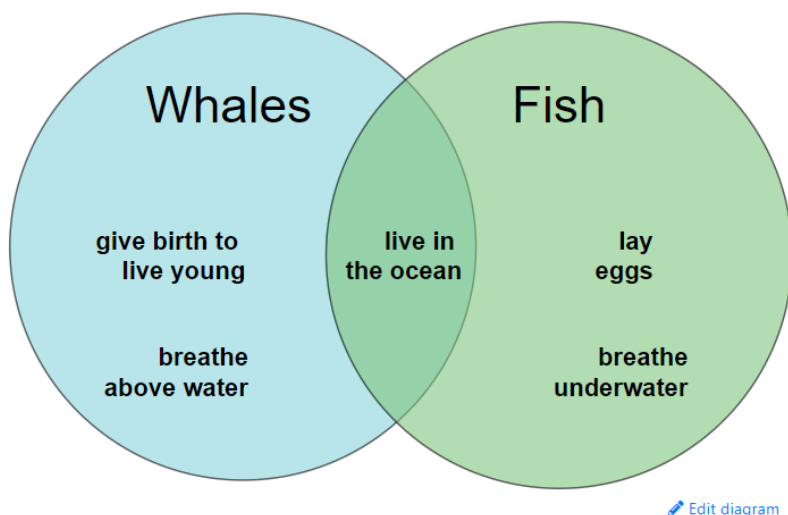 Whales
Fish
give birth to
live young
breathe
above water
live in
the ocean
lay
eggs
breathe
underwater
Edit diagram